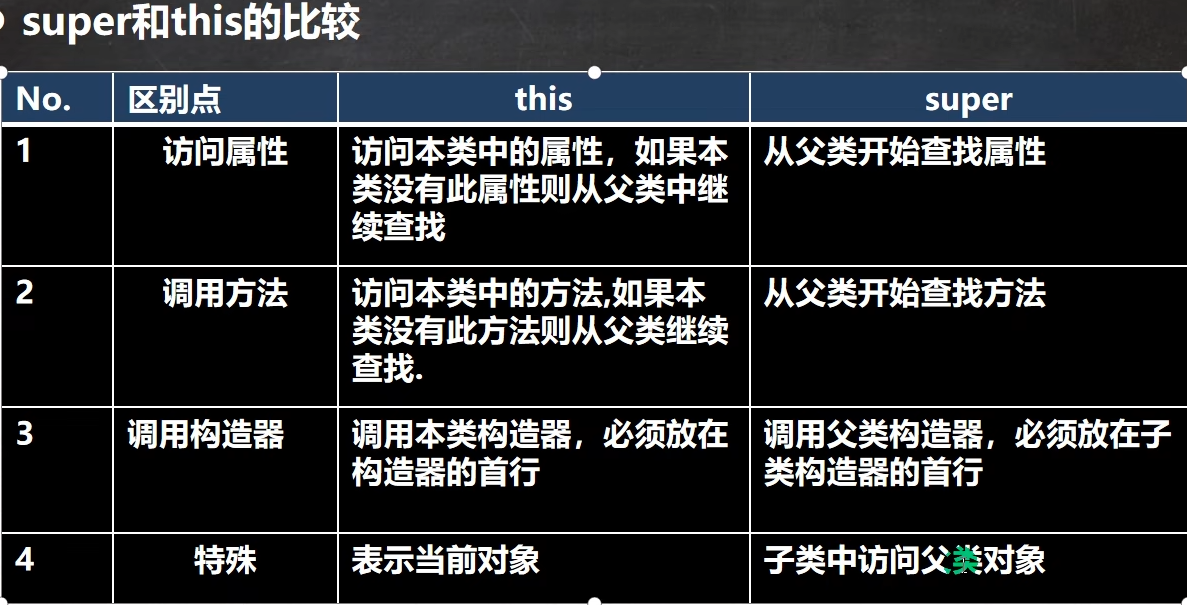 super和this的比较
No. 区别点 this super
1 访问属性 访问本类中的属性，如果本 从父类开始查找属性
类没有此属性则从父类中继
续查找
2 调用方法 访问本类中的方法,如果本 从父类开始查找方法
类没有此方法则从父类继续
查找.
3 调用构造器 调用本类构造器，必须放在 调用父类构造器，必须放在子
构造器的首行 类构造器的首行
4 特殊 表示当前对象 子类中访问父类对象